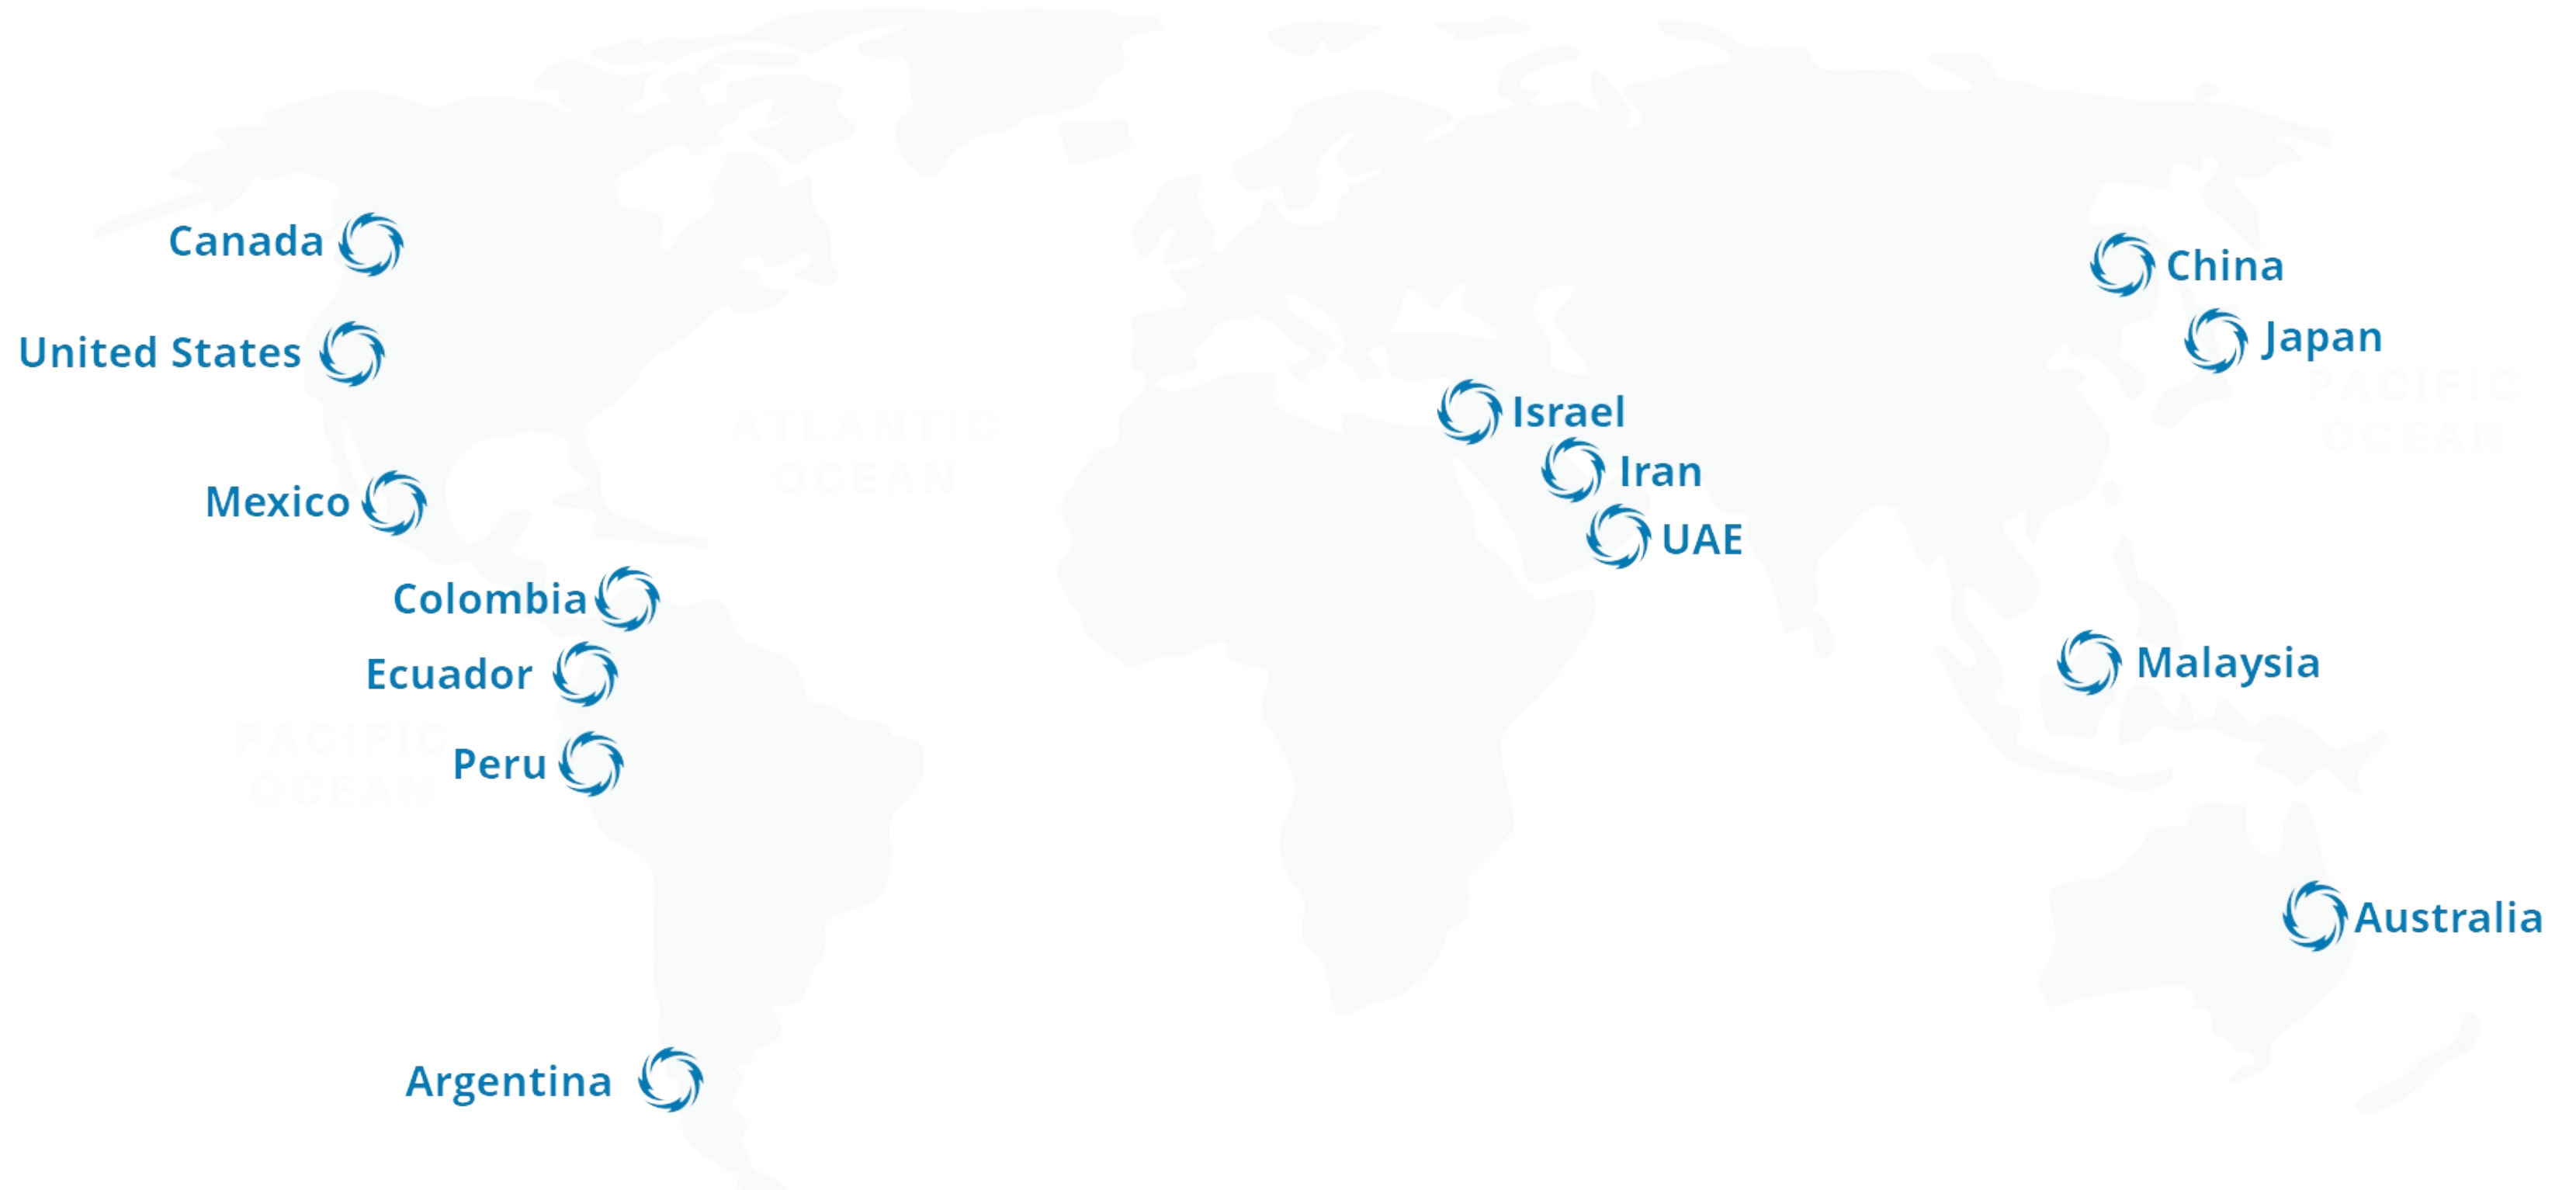 Canada
United States
Mexico
Colombia
Ecuador
Peru
Argentina
ATLANTIC
OCEAN
PACIFIC
OCEAN
Israel
Iran
UAE
China
Japan
PACIFIC
OCEAN
Malaysia
Australia